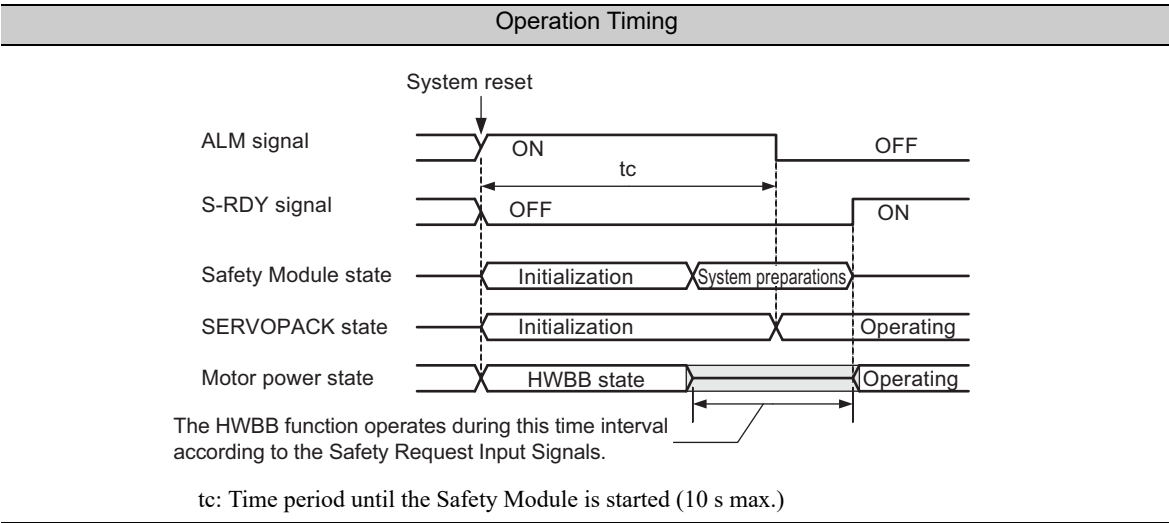 Operation Timing
System reset
ALM signal
ON
OFF
tc
S-RDY signal
OFF
ON
Safety Module state
Initialization
System preparations
SERVOPACK state
Initialization
Operating
Motor power state
HWBB state
Operating
The HWBB function operates during this time interval
according to the Safety Request Input Signals.
tc: Time period until the Safety Module is started (10 s max.)